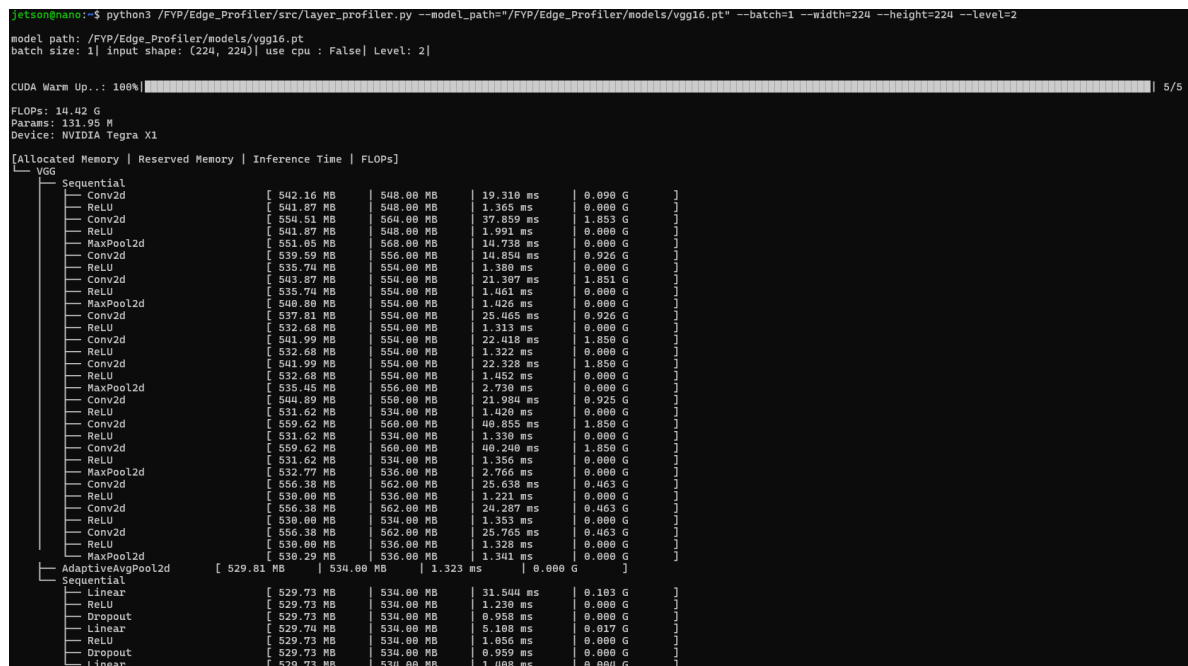 jetson@nano:~$ python3 /FYP/Edge_Profiler/src/layer_profiler.py --model_path="/FYP/Edge_Profiler/models/vgg16.pt" --batch=1 --width=224 --height=224 --level=2
model path: /FYP/Edge_Profiler/models/vgg16.pt
batch size: 1| input shape: (224, 224)| use cpu : False| Level: 2|
CUDA Warm Up..: 100%| | 5/5
FLOPs: 14.42 G
Params: 131.95 M
Device: NVIDIA Tegra X1
[Allocated Memory | Reserved Memory | Inference Time | FLOPs]
└── VGG
├── Sequential
├── Conv2d [ 542.16 MB | 548.00 MB | 19.310 ms | 0.090 G ]
├── ReLU [ 541.87 MB | 548.00 MB | 1.365 ms | 0.000 G ]
├── Conv2d [ 554.51 MB | 564.00 MB | 37.859 ms | 1.853 G ]
├── ReLU [ 541.87 MB | 548.00 MB | 1.991 ms | 0.000 G ]
├── MaxPool2d [ 551.05 MB | 568.00 MB | 14.738 ms | 0.000 G ]
├── Conv2d [ 539.59 MB | 556.00 MB | 14.854 ms | 0.926 G ]
├── ReLU [ 535.74 MB | 554.00 MB | 1.380 ms | 0.000 G ]
├── Conv2d [ 543.87 MB | 554.00 MB | 21.307 ms | 1.851 G ]
├── ReLU [ 535.74 MB | 554.00 MB | 1.461 ms | 0.000 G ]
├── MaxPool2d [ 540.80 MB | 554.00 MB | 1.426 ms | 0.000 G ]
├── Conv2d [ 537.81 MB | 554.00 MB | 25.465 ms | 0.926 G ]
├── ReLU [ 532.68 MB | 554.00 MB | 1.313 ms | 0.000 G ]
├── Conv2d [ 541.99 MB | 554.00 MB | 22.418 ms | 1.850 G ]
├── ReLU [ 532.68 MB | 554.00 MB | 1.322 ms | 0.000 G ]
├── Conv2d [ 541.99 MB | 554.00 MB | 22.328 ms | 1.850 G ]
├── ReLU [ 532.68 MB | 554.00 MB | 1.452 ms | 0.000 G ]
├── MaxPool2d [ 535.45 MB | 556.00 MB | 2.730 ms | 0.000 G ]
├── Conv2d [ 544.89 MB | 550.00 MB | 21.984 ms | 0.925 G ]
├── ReLU [ 531.62 MB | 534.00 MB | 1.420 ms | 0.000 G ]
├── Conv2d [ 559.62 MB | 560.00 MB | 40.855 ms | 1.850 G ]
├── ReLU [ 531.62 MB | 534.00 MB | 1.330 ms | 0.000 G ]
├── Conv2d [ 559.62 MB | 560.00 MB | 40.240 ms | 1.850 G ]
├── ReLU [ 531.62 MB | 534.00 MB | 1.356 ms | 0.000 G ]
├── MaxPool2d [ 532.77 MB | 536.00 MB | 2.766 ms | 0.000 G ]
├── Conv2d [ 556.38 MB | 562.00 MB | 25.638 ms | 0.463 G ]
├── ReLU [ 530.00 MB | 536.00 MB | 1.221 ms | 0.000 G ]
├── Conv2d [ 556.38 MB | 562.00 MB | 24.287 ms | 0.463 G ]
├── ReLU [ 530.00 MB | 534.00 MB | 1.353 ms | 0.000 G ]
├── Conv2d [ 556.38 MB | 562.00 MB | 25.765 ms | 0.463 G ]
├── ReLU [ 530.00 MB | 536.00 MB | 1.328 ms | 0.000 G ]
└── MaxPool2d [ 530.29 MB | 536.00 MB | 1.341 ms | 0.000 G ]
├── AdaptiveAvgPool2d [ 529.81 MB | 534.00 MB | 1.323 ms | 0.000 G ]
└── Sequential
├── Linear [ 529.73 MB | 534.00 MB | 31.544 ms | 0.103 G ]
├── ReLU [ 529.73 MB | 534.00 MB | 1.230 ms | 0.000 G ]
├── Dropout [ 529.73 MB | 534.00 MB | 0.958 ms | 0.000 G ]
├── Linear [ 529.74 MB | 534.00 MB | 5.108 ms | 0.017 G ]
├── ReLU [ 529.73 MB | 534.00 MB | 1.056 ms | 0.000 G ]
├── Dropout [ 529.73 MB | 534.00 MB | 0.959 ms | 0.000 G ]
└── Linear [ 529.73 MB | 534.00 MB | 1.408 ms | 0.004 G ]